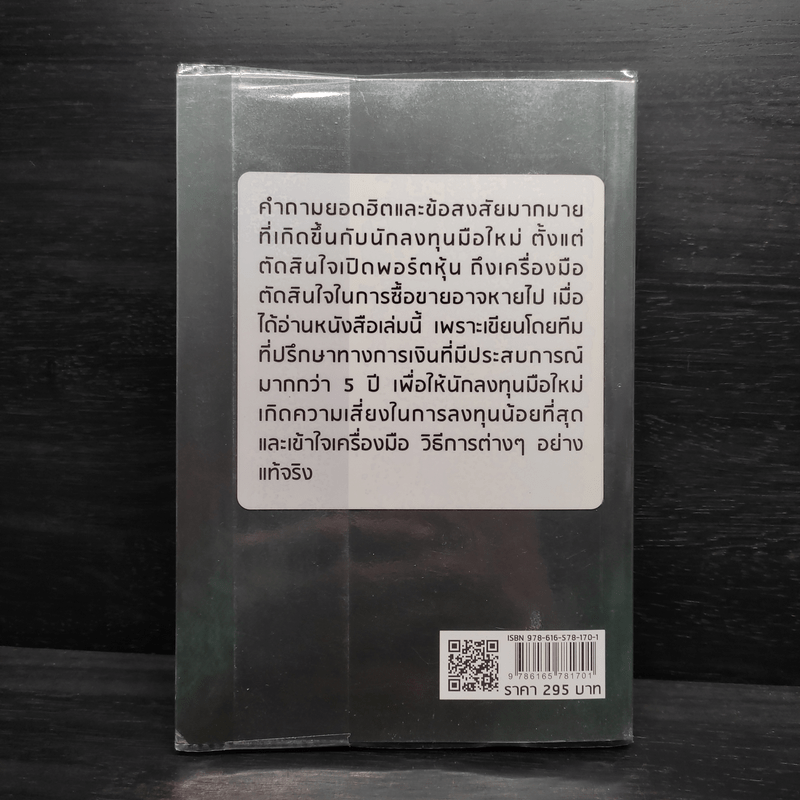 คำถามยอดฮิตและข้อสงสัยมากมาย
ที่เกิดขึ้นกับนักลงทุนมือใหม่ ตั้งแต่
ตัดสินใจเปิดพอร์ตหุ้น ถึงเครื่องมือ
ตัดสินใจในการซื้อขายอาจหายไป เมื่อ
ได้อ่านหนังสือเล่มนี้ เพราะเขียนโดยทีม
ที่ปรึกษาทางการเงินที่มีประสบการณ์
มากกว่า 5 ปี เพื่อให้นักลงทุนมือใหม่
เกิดความเสี่ยงในการลงทุนน้อยที่สุด
และเข้าใจเครื่องมือ วิธีการต่างๆ อย่าง
แท้จริง
ISBN 978-616-578-170-1
9 786165 781701
ราคา 295 บาท